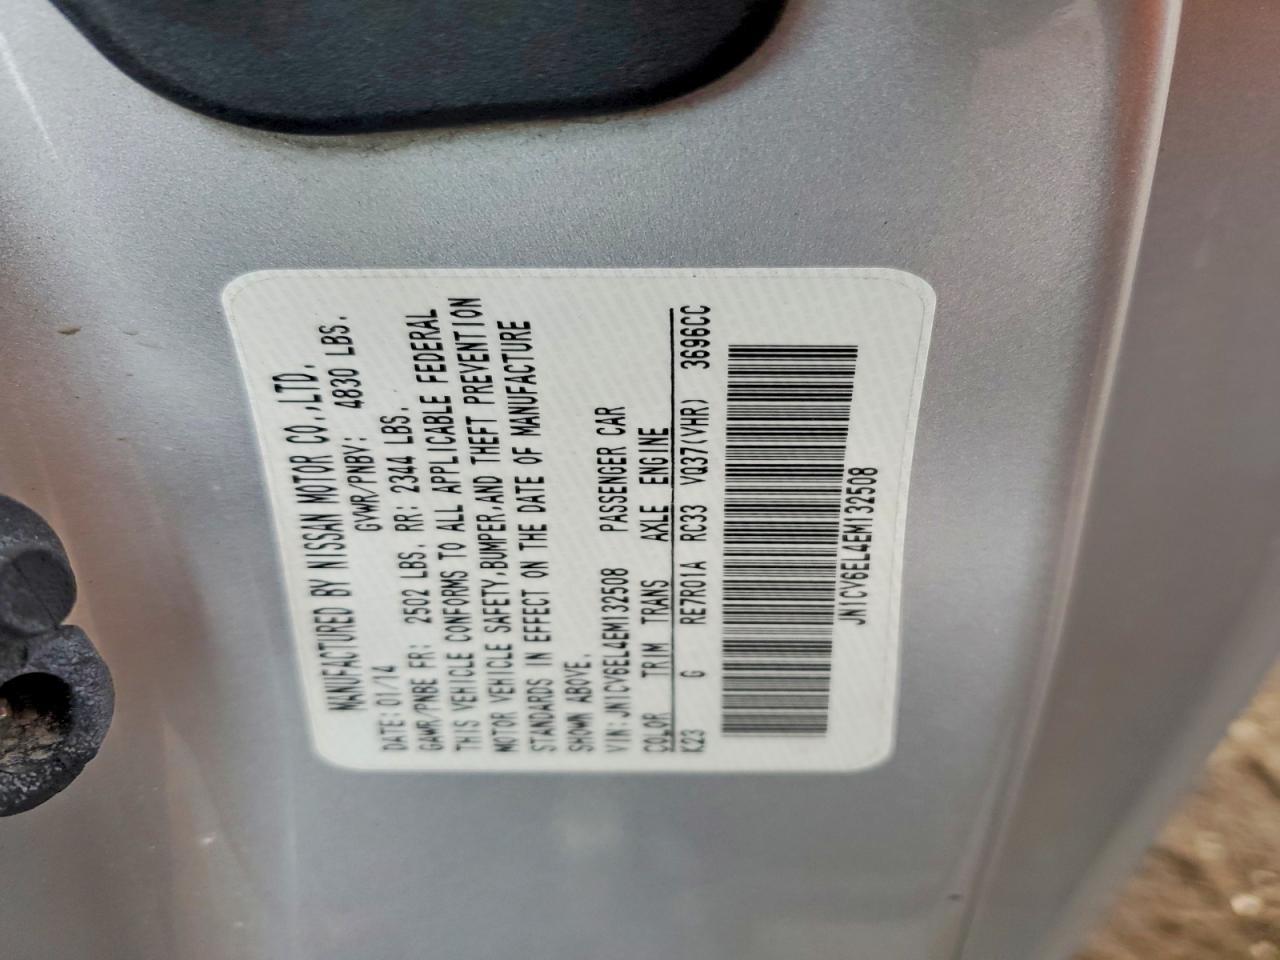 MANUFACTURED BY NISSAN MOTOR CO.,LTD.
DATE: 01/14 GVWR/PNBV: 4830 LBS.
GAWR/PNBE FR: 2502 LBS. RR: 2344 LBS.
THIS VEHICLE CONFORMS TO ALL APPLICABLE FEDERAL
MOTOR VEHICLE SAFETY,BUMPER,AND THEFT PREVENTION
STANDARDS IN EFFECT ON THE DATE OF MANUFACTURE
SHOWN ABOVE.
VIN:JN1CV6EL4EM132508 PASSENGER CAR
COLOR TRIM TRANS AXLE ENGINE
K23 G RE7R01A RC33 VQ37(VHR) 3696CC
JN1CV6EL4EM132508